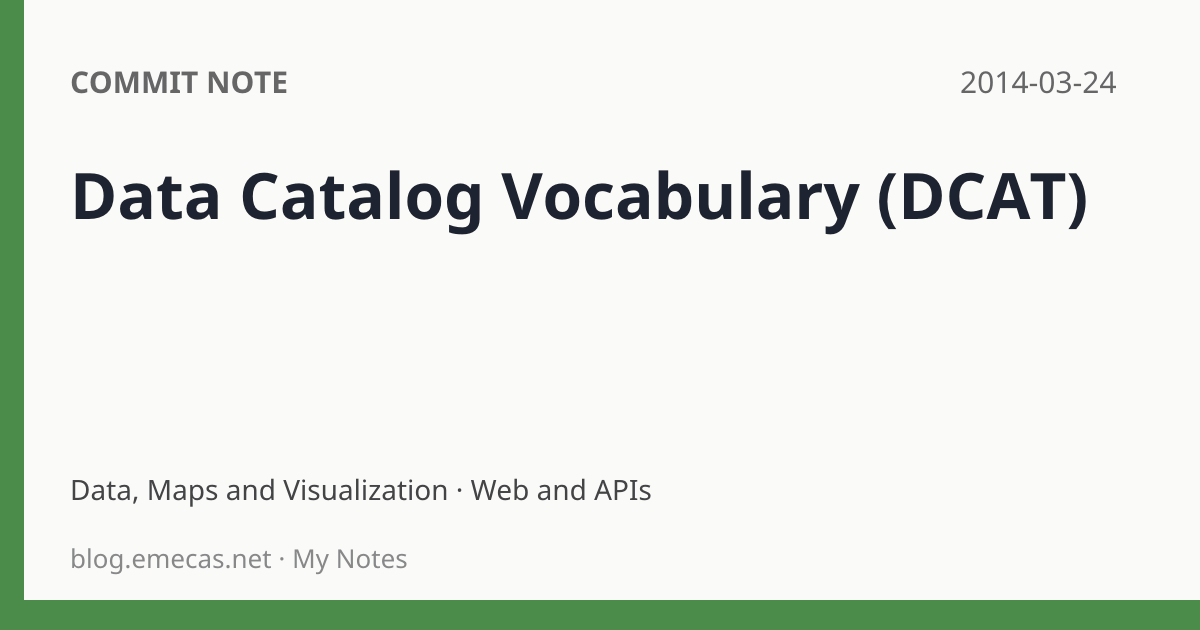 COMMIT NOTE
2014-03-24
Data Catalog Vocabulary (DCAT)
Data, Maps and Visualization · Web and APIs
blog.emecas.net · My Notes